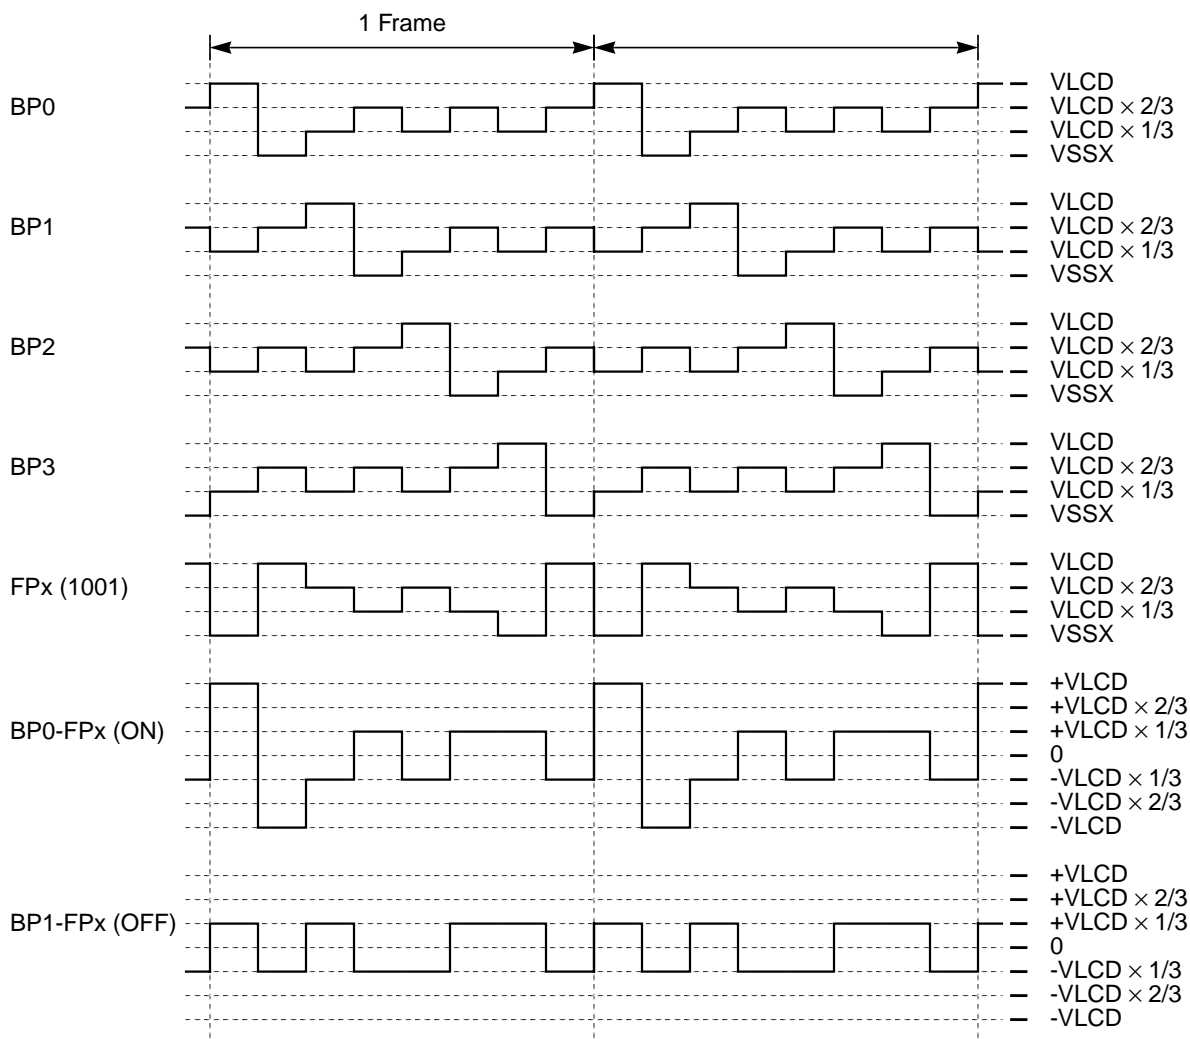 1 Frame
BP0
VLCD
VLCD × 2/3
VLCD × 1/3
VSSX
BP1
VLCD
VLCD × 2/3
VLCD × 1/3
VSSX
BP2
VLCD
VLCD × 2/3
VLCD × 1/3
VSSX
BP3
VLCD
VLCD × 2/3
VLCD × 1/3
VSSX
FPx (1001)
VLCD
VLCD × 2/3
VLCD × 1/3
VSSX
BP0-FPx (ON)
+VLCD
+VLCD × 2/3
+VLCD × 1/3
0
-VLCD × 1/3
-VLCD × 2/3
-VLCD
BP1-FPx (OFF)
+VLCD
+VLCD × 2/3
+VLCD × 1/3
0
-VLCD × 1/3
-VLCD × 2/3
-VLCD